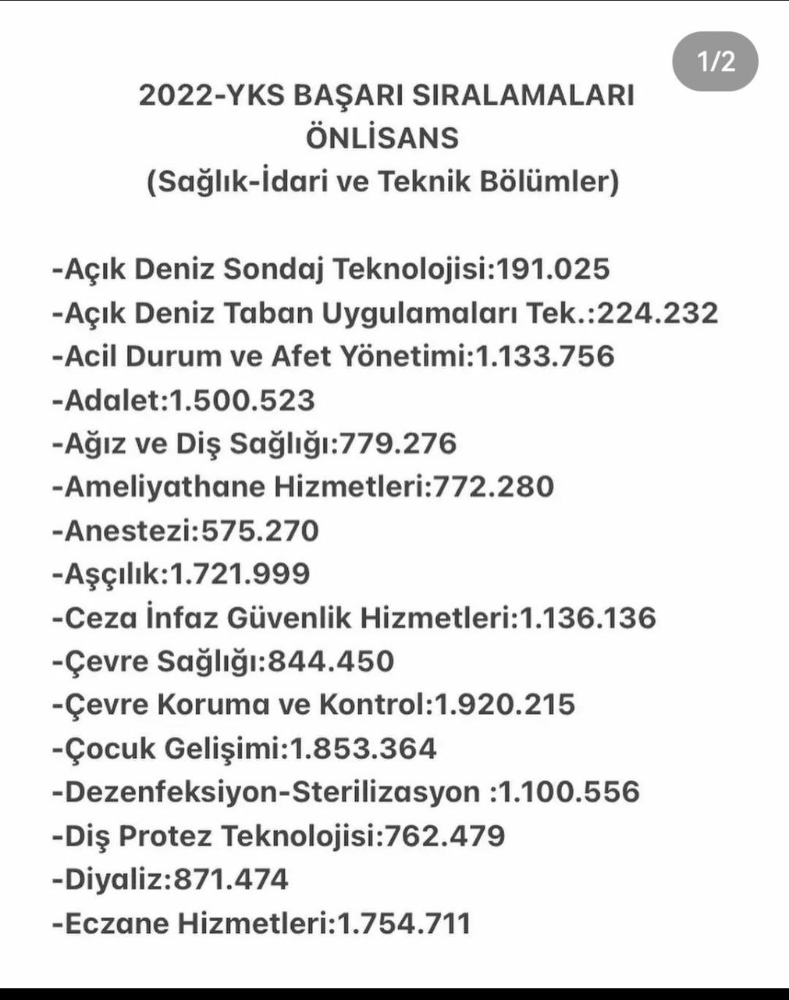 1/2
2022-YKS BAŞARI SIRALAMALARI
ÖNLİSANS
(Sağlık-İdari ve Teknik Bölümler)
-Açık Deniz Sondaj Teknolojisi:191.025
-Açık Deniz Taban Uygulamaları Tek.:224.232
-Acil Durum ve Afet Yönetimi:1.133.756
-Adalet:1.500.523
-Ağız ve Diş Sağlığı:779.276
-Ameliyathane Hizmetleri:772.280
-Anestezi:575.270
-Aşçılık:1.721.999
-Ceza İnfaz Güvenlik Hizmetleri:1.136.136
-Çevre Sağlığı:844.450
-Çevre Koruma ve Kontrol:1.920.215
-Çocuk Gelişimi:1.853.364
-Dezenfeksiyon-Sterilizasyon :1.100.556
-Diş Protez Teknolojisi:762.479
-Diyaliz:871.474
-Eczane Hizmetleri:1.754.711